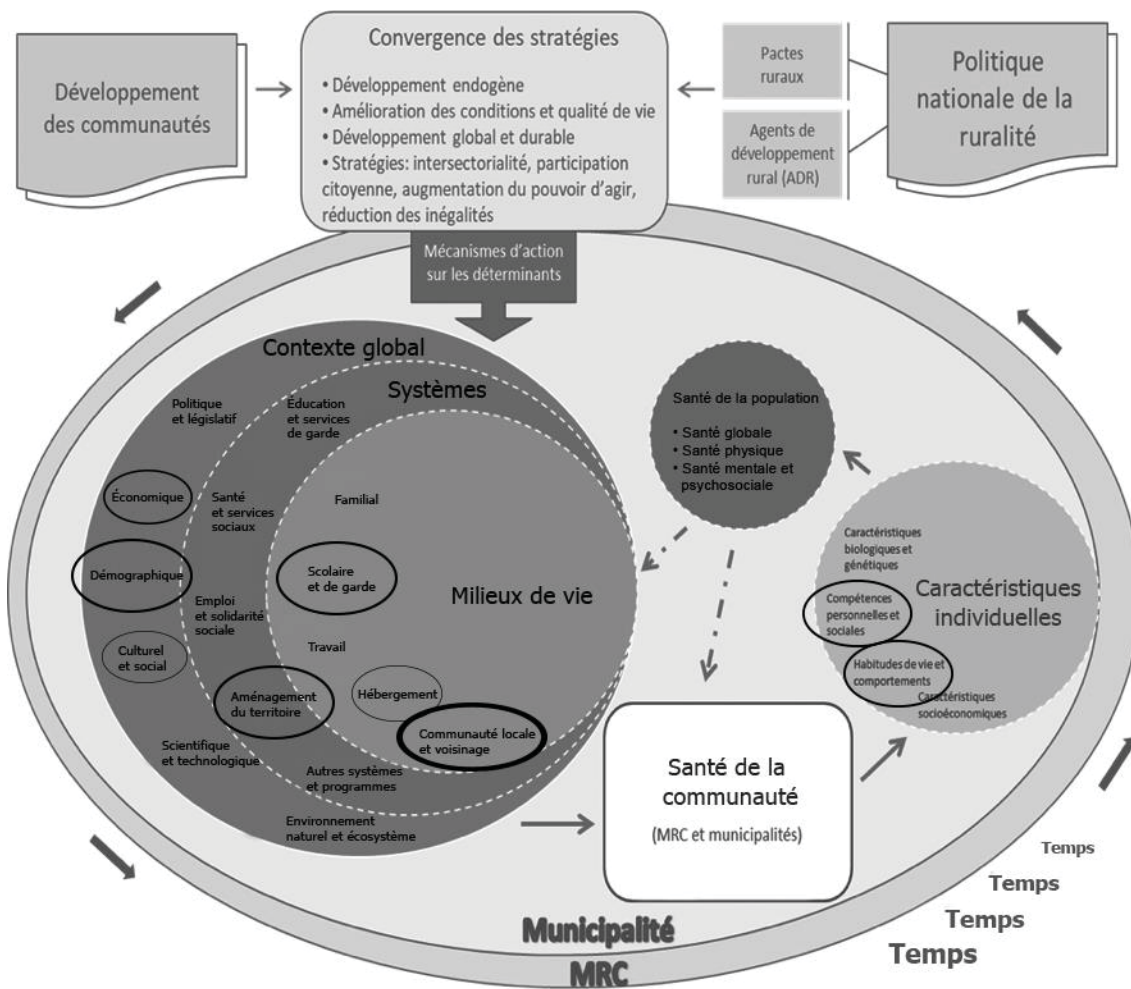 Développement
des communautés
Convergence des stratégies
• Développement endogène
• Amélioration des conditions et qualité de vie
• Développement global et durable
• Stratégies: intersectorialité, participation
citoyenne, augmentation du pouvoir d'agir,
réduction des inégalités
Pactes
ruraux
Agents de
développement
rural (ADR)
Politique
nationale de la
ruralité
Mécanismes d'action
sur les déterminants
Contexte global
Systèmes
Milieux de vie
Politique
et législatif
Éducation
et services
de garde
Économique
Santé
et services
sociaux
Familial
Démographique
Scolaire
et de garde
Emploi
et solidarité
sociale
Culturel
et social
Travail
Aménagement
du territoire
Hébergement
Communauté locale
et voisinage
Scientifique
et technologique
Autres systèmes
et programmes
Environnement
naturel et écosystème
Santé de la population
• Santé globale
• Santé physique
• Santé mentale et
psychosociale
Caractéristiques
biologiques et
génétiques
Caractéristiques
individuelles
Compétences
personnelles et
sociales
Habitudes de vie et
comportements
Caractéristiques
socioéconomiques
Santé de la
communauté
(MRC et municipalités)
Temps
Temps
Temps
Temps
Municipalité
MRC